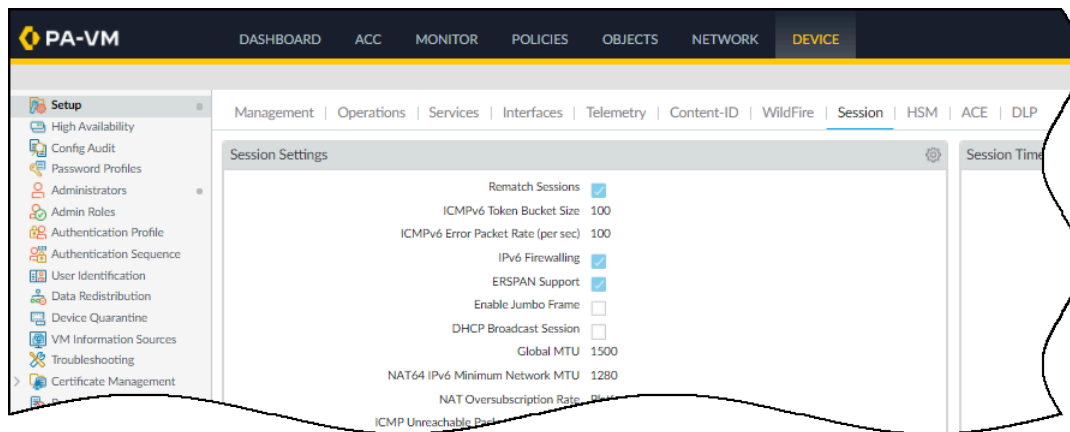 PA-VM
DASHBOARD ACC MONITOR POLICIES OBJECTS NETWORK DEVICE
Setup
High Availability
Config Audit
Password Profiles
Administrators
Admin Roles
Authentication Profile
Authentication Sequence
User Identification
Data Redistribution
Device Quarantine
VM Information Sources
Troubleshooting
Certificate Management
Management | Operations | Services | Interfaces | Telemetry | Content-ID | WildFire | Session | HSM | ACE | DLP
Session Settings
Rematch Sessions
ICMPv6 Token Bucket Size 100
ICMPv6 Error Packet Rate (per sec) 100
IPv6 Firewalling
ERSPAN Support
Enable Jumbo Frame
DHCP Broadcast Session
Global MTU 1500
NAT64 IPv6 Minimum Network MTU 1280
NAT Oversubscription Rate
ICMP Unreachable
Session Time